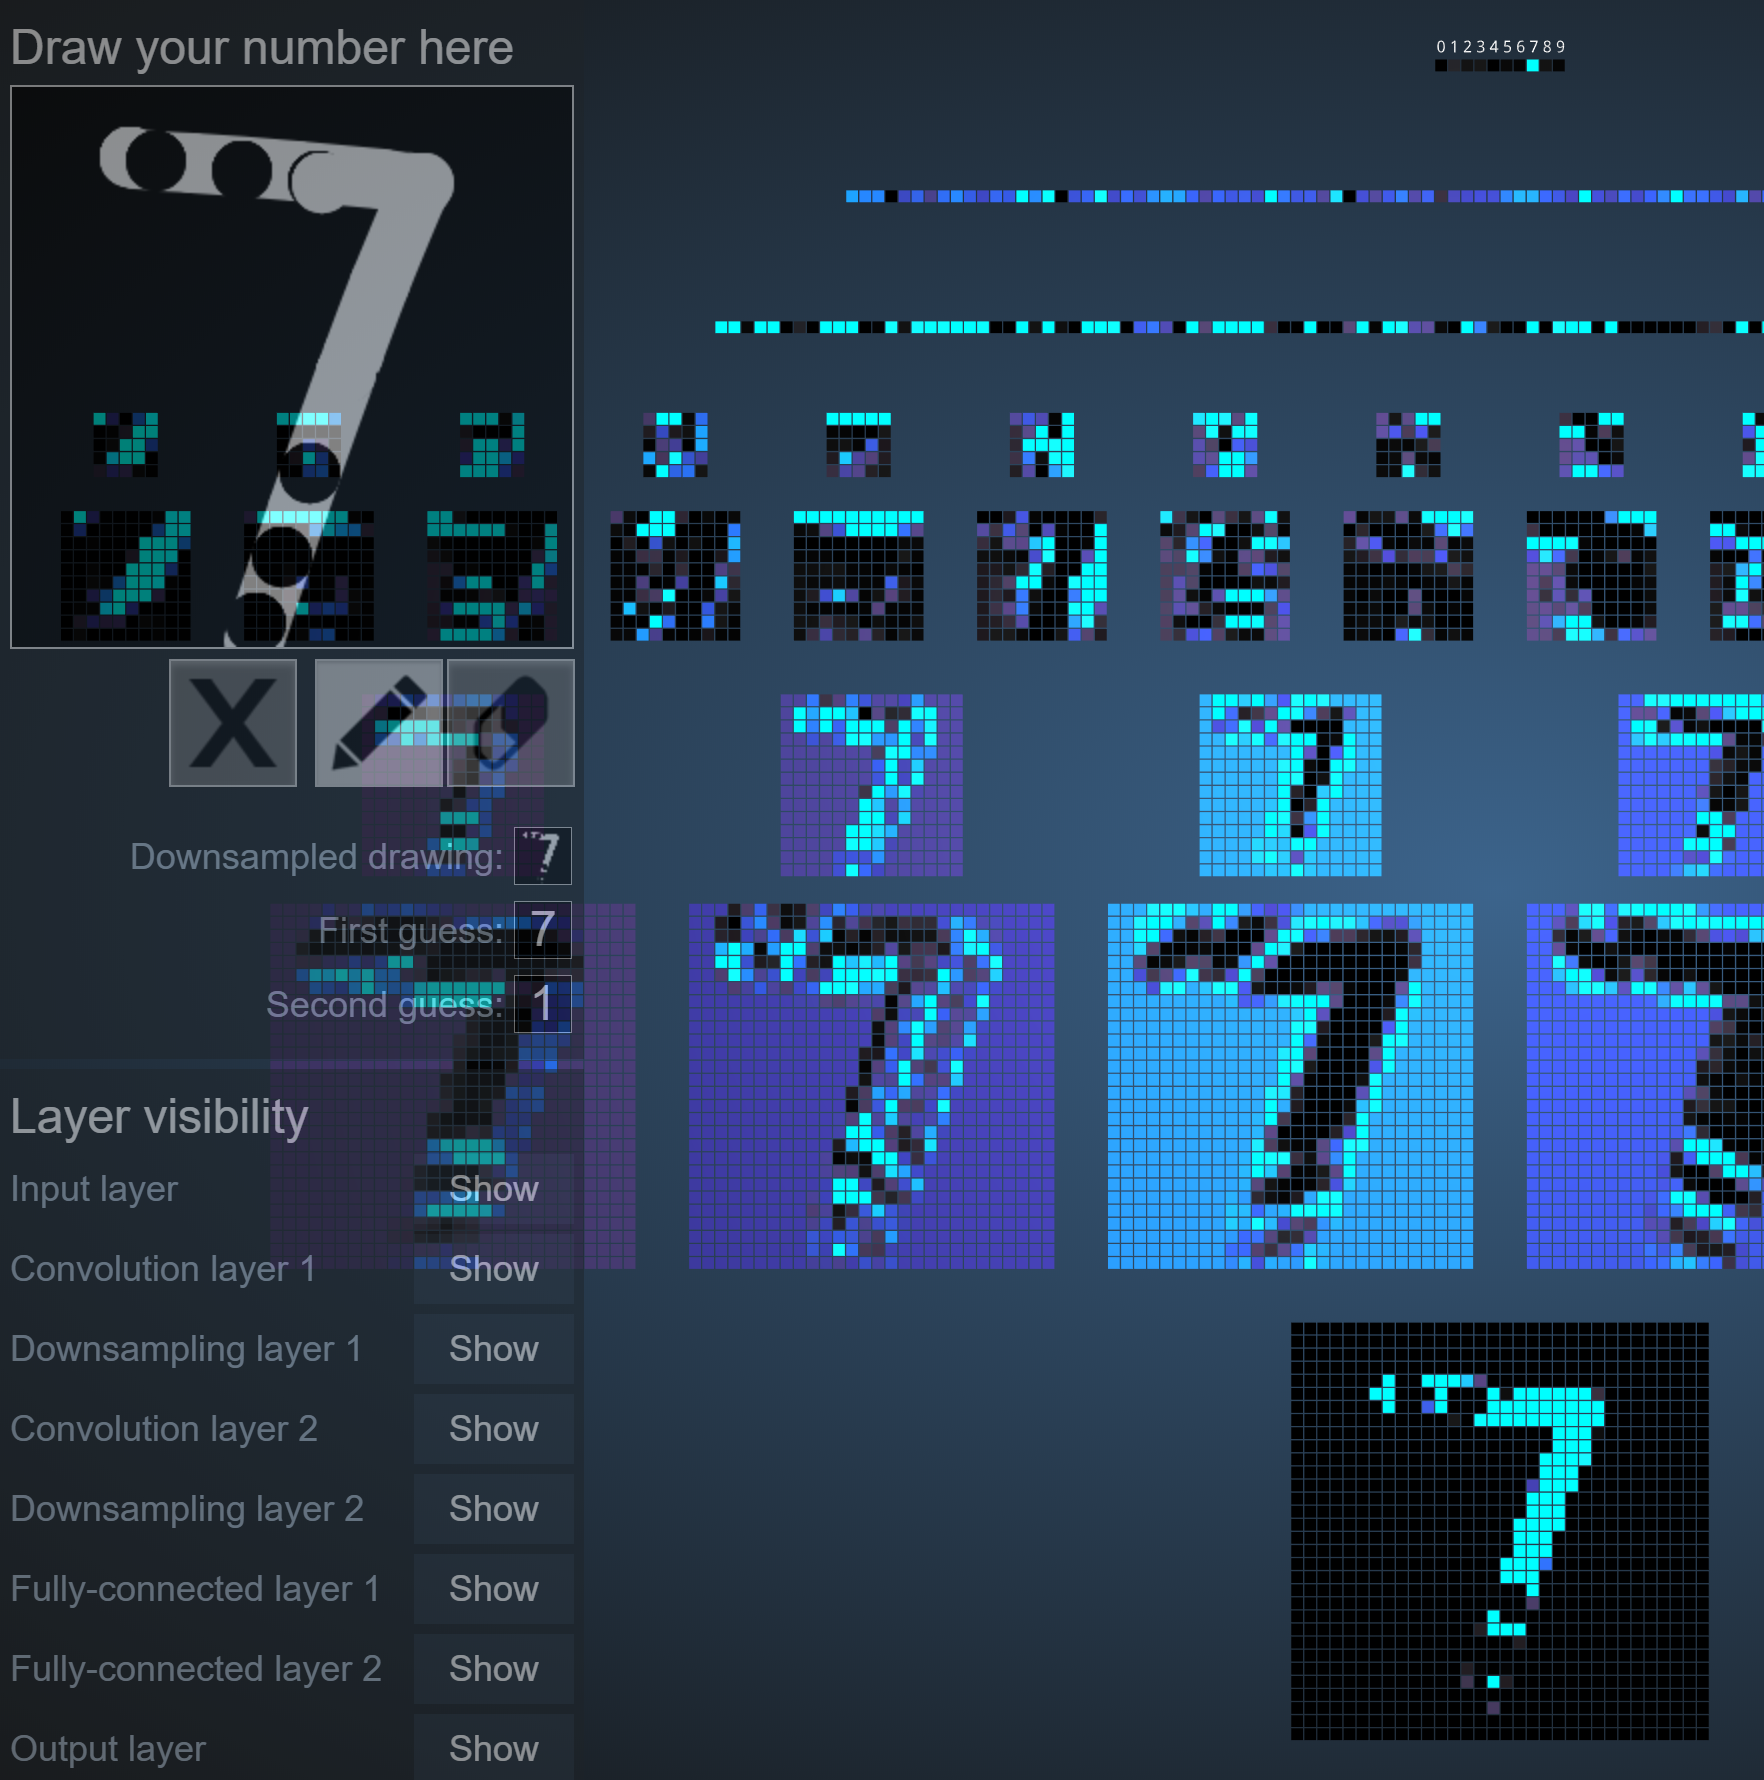 Draw your number here
0 1 2 3 4 5 6 7 8 9
7
X
Downsampled drawing: 7
First guess: 7
Second guess: 1
Layer visibility
Input layer Show
Convolution layer 1 Show
Downsampling layer 1 Show
Convolution layer 2 Show
Downsampling layer 2 Show
Fully-connected layer 1 Show
Fully-connected layer 2 Show
Output layer Show